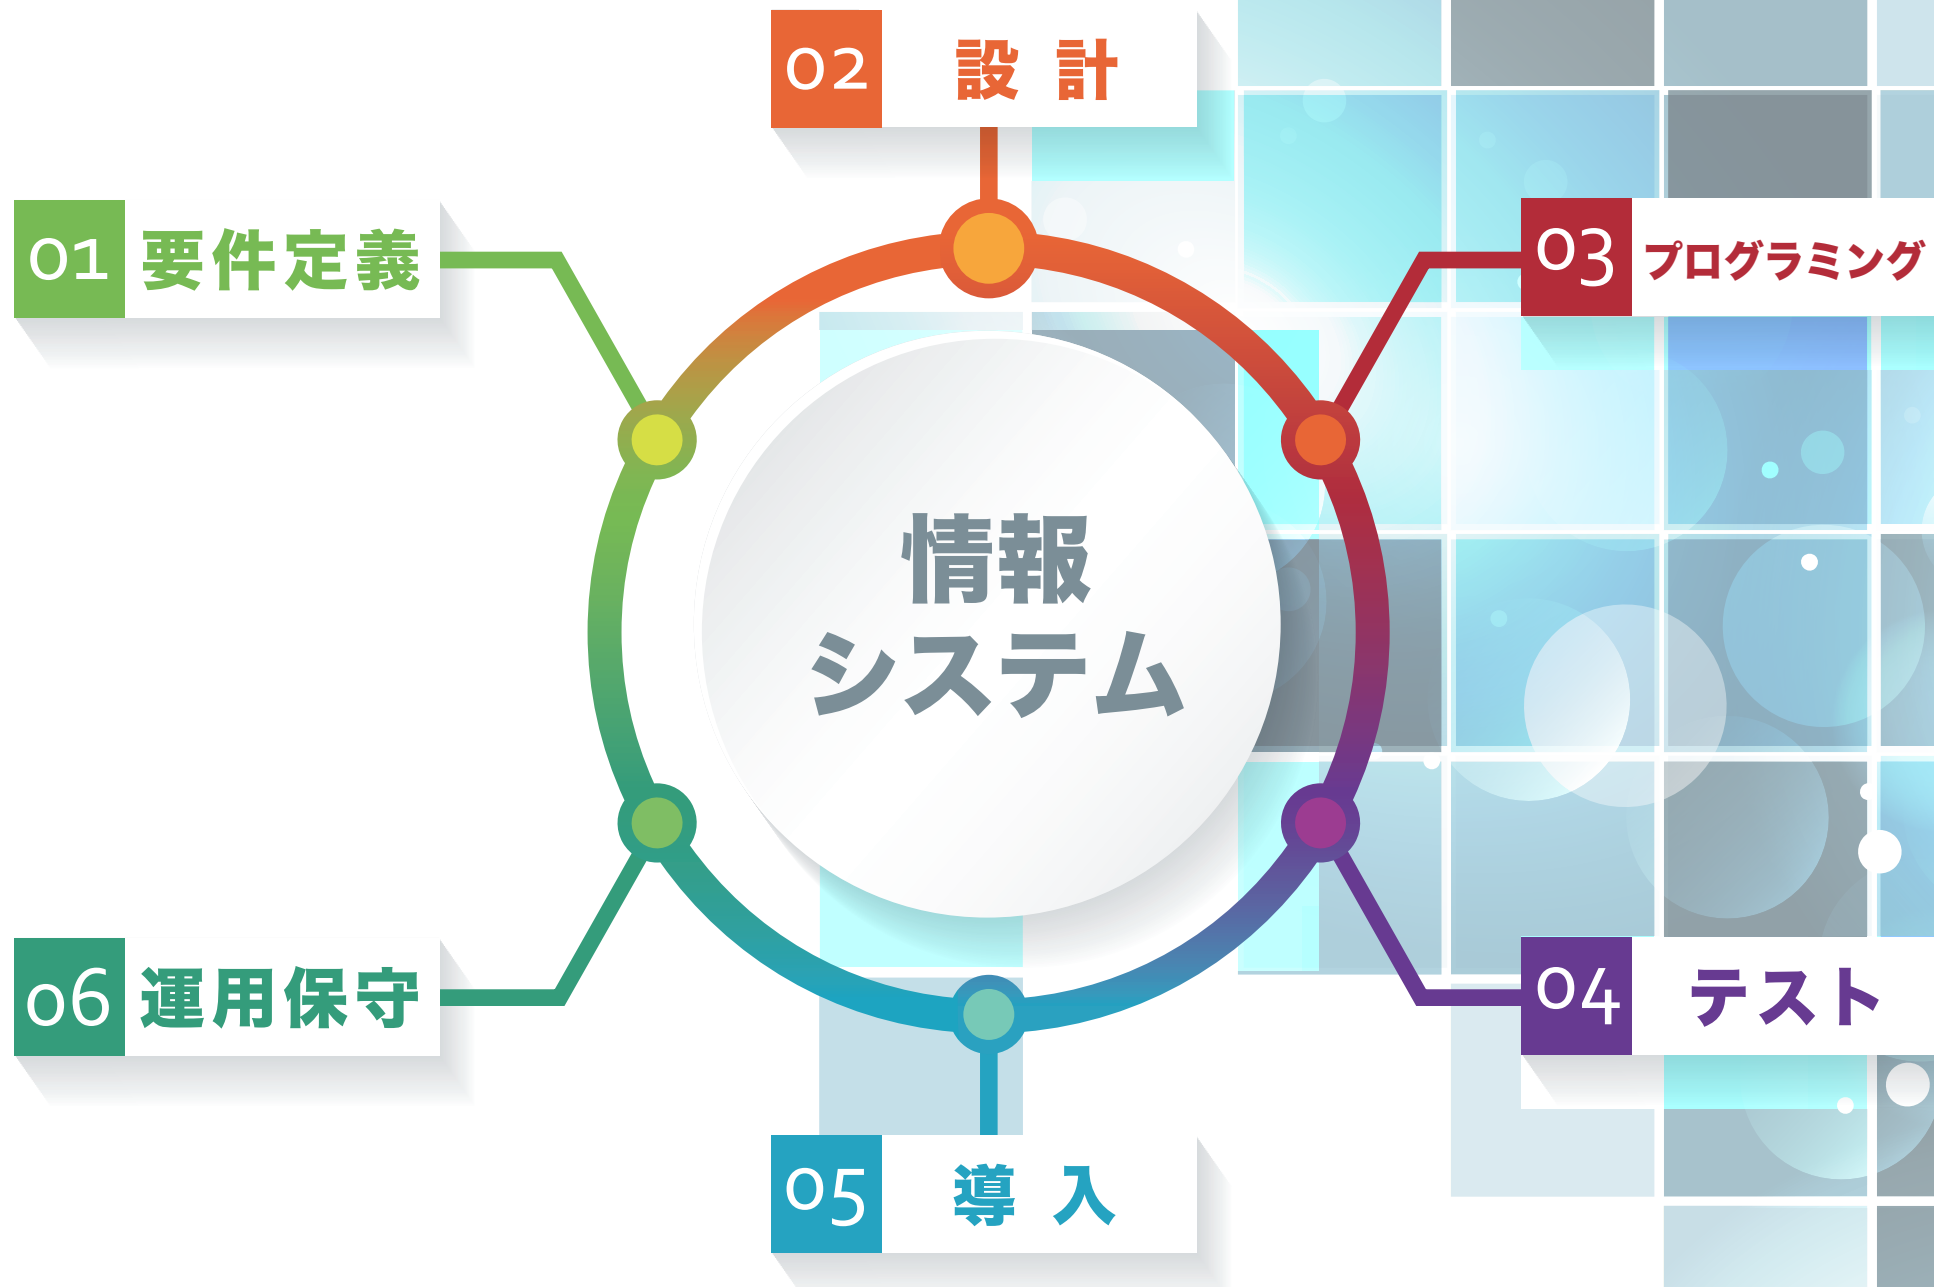 01 要件定義
02 設計
03 プログラミング
04 テスト
05 導入
06 運用保守
情報
システム